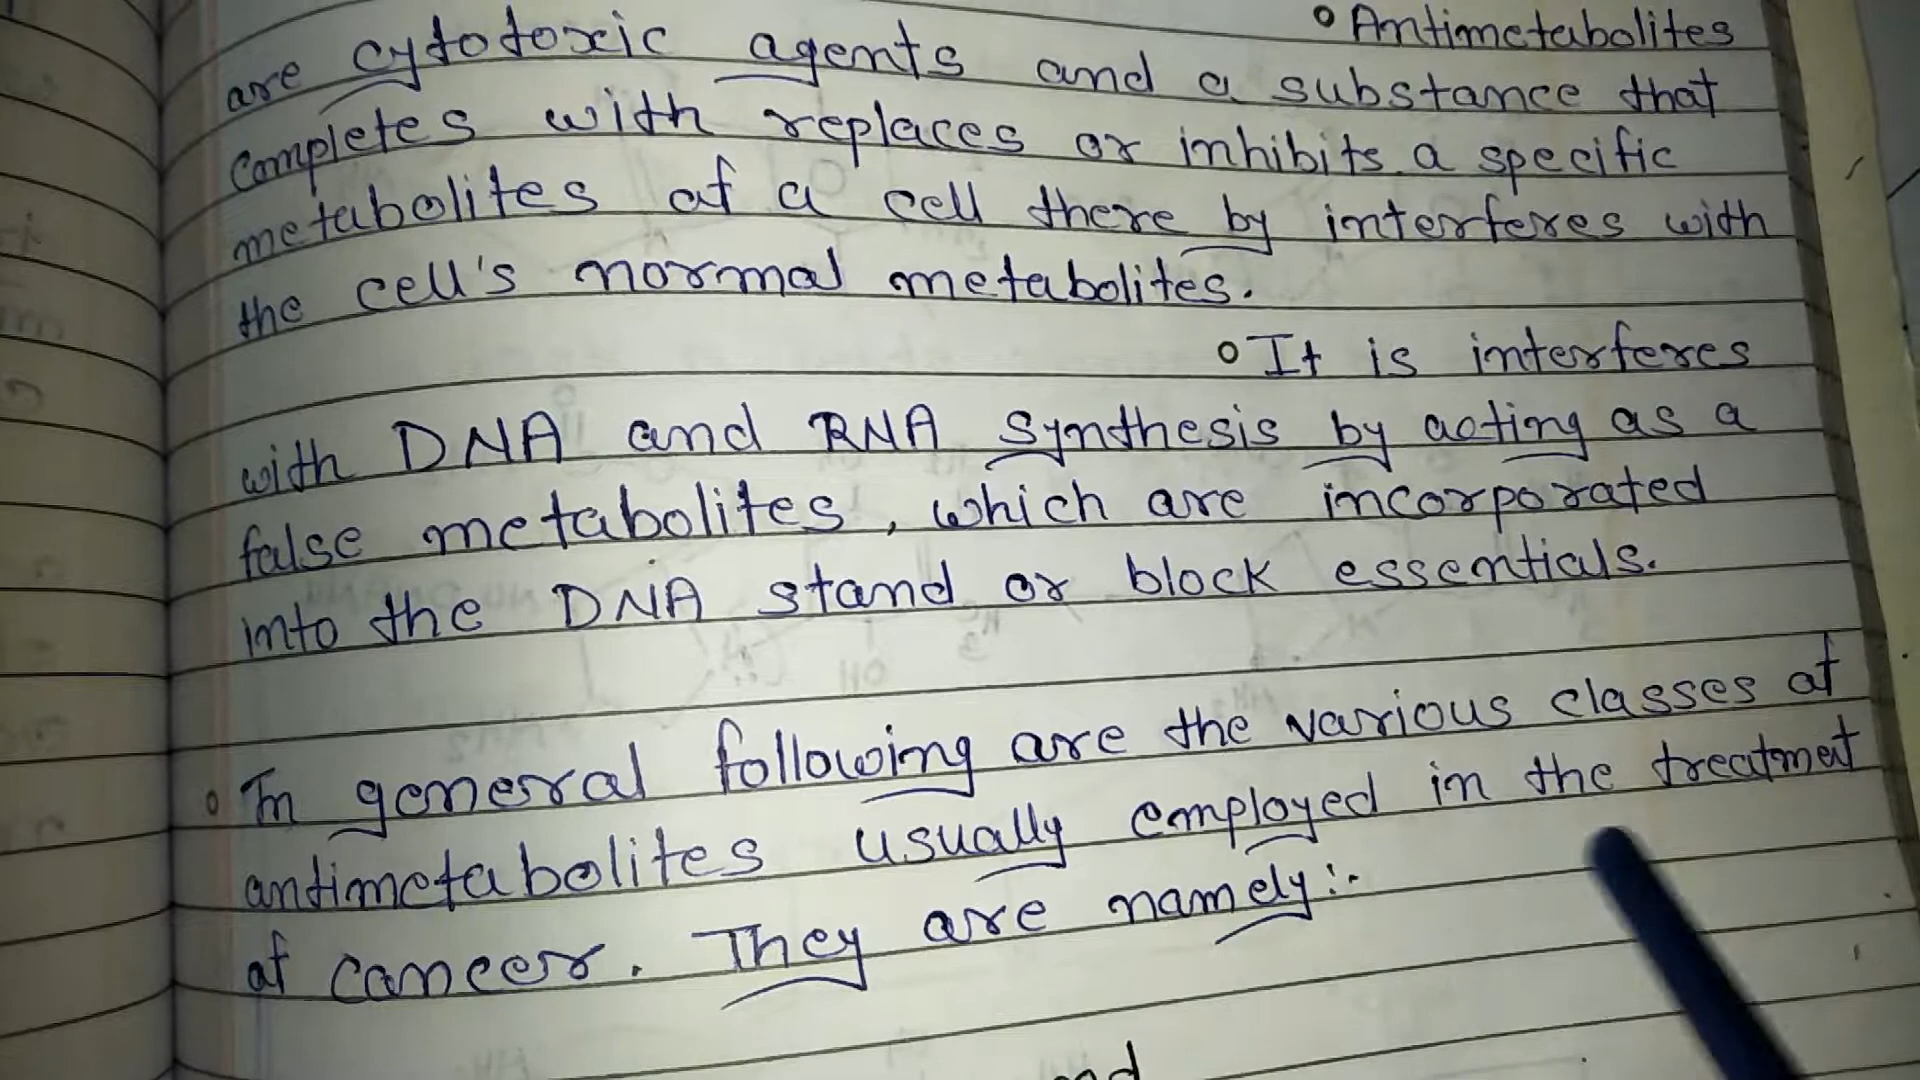 ° Antimetabolites
are cytotoxic agents and a substance that
completes with replaces or inhibits a specific
metabolites of a cell there by interferes with
the cell's normal metabolites.
° It is interferes
with DNA and RNA synthesis by acting as a
false metabolites, which are incorporated
into the DNA stand or block essentials.
° In general following are the various classes of
antimetabolites usually employed in the treatmet
of cancer. They are namely:-